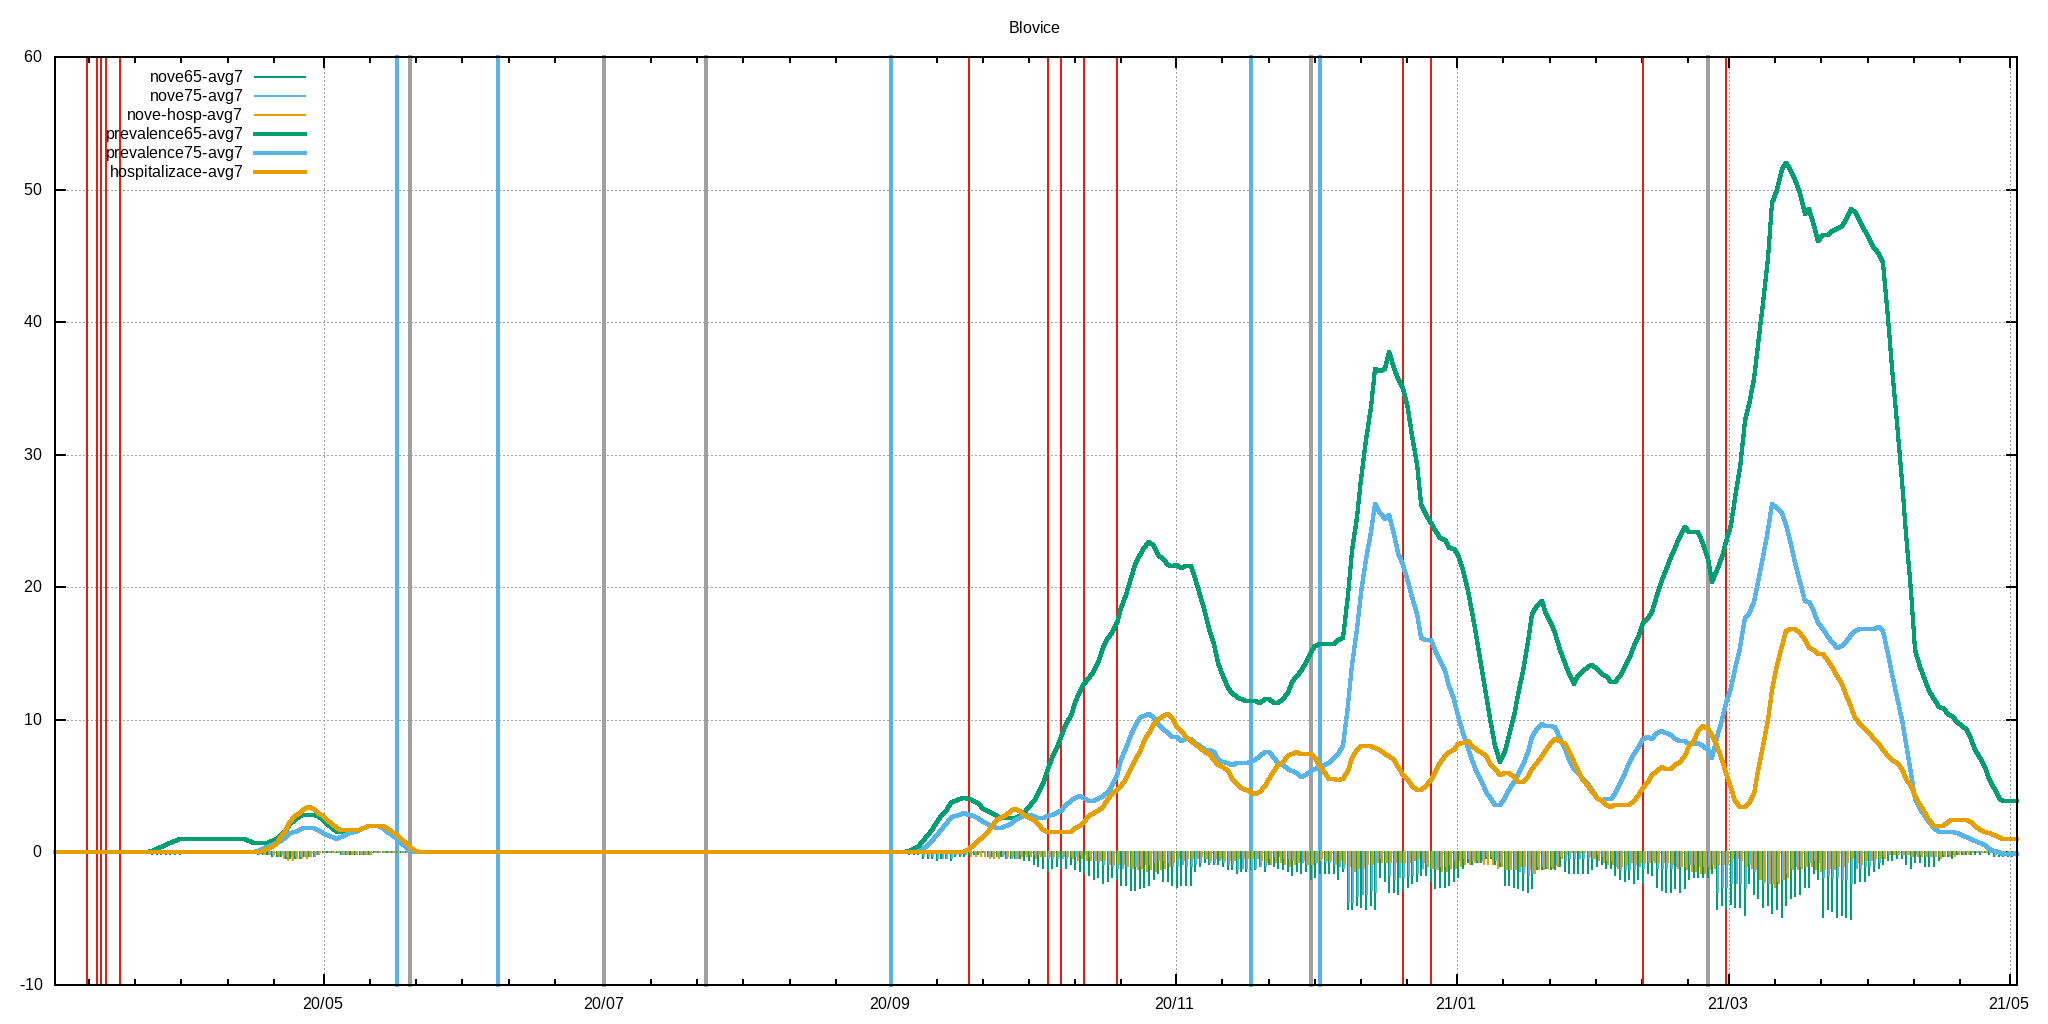 Blovice
60
nove65-avg7
nove75-avg7
nove-hosp-avg7
prevalence65-avg7
prevalence75-avg7
hospitalizace-avg7
50
40
30
20
10
0
-10
20/05 20/07 20/09 20/11 21/01 21/03 21/05